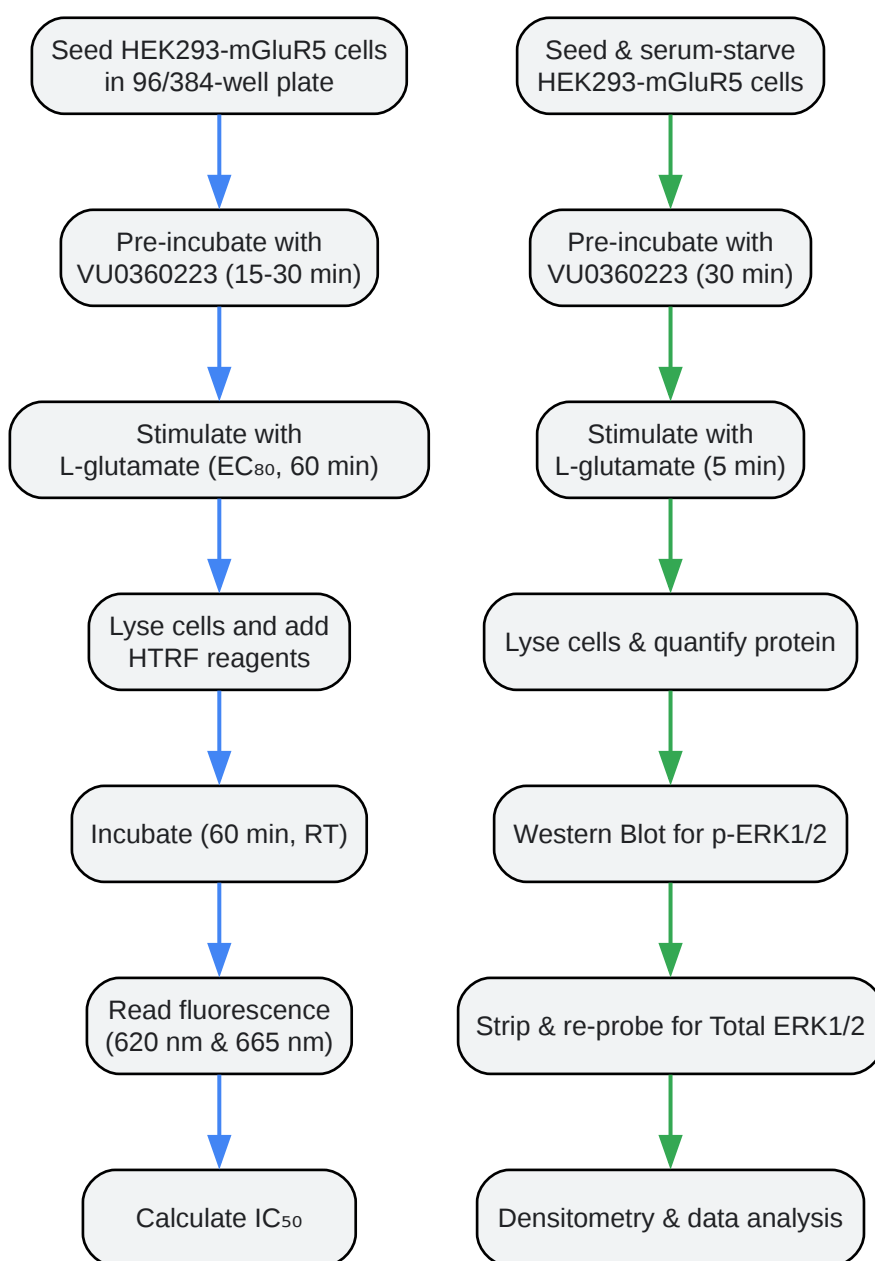 Seed HEK293-mGluR5 cells
in 96/384-well plate
Pre-incubate with
VU0360223 (15-30 min)
Stimulate with
L-glutamate (EC₈₀, 60 min)
Lyse cells and add
HTRF reagents
Incubate (60 min, RT)
Read fluorescence
(620 nm & 665 nm)
Calculate IC₅₀
Seed & serum-starve
HEK293-mGluR5 cells
Pre-incubate with
VU0360223 (30 min)
Stimulate with
L-glutamate (5 min)
Lyse cells & quantify protein
Western Blot for p-ERK1/2
Strip & re-probe for Total ERK1/2
Densitometry & data analysis